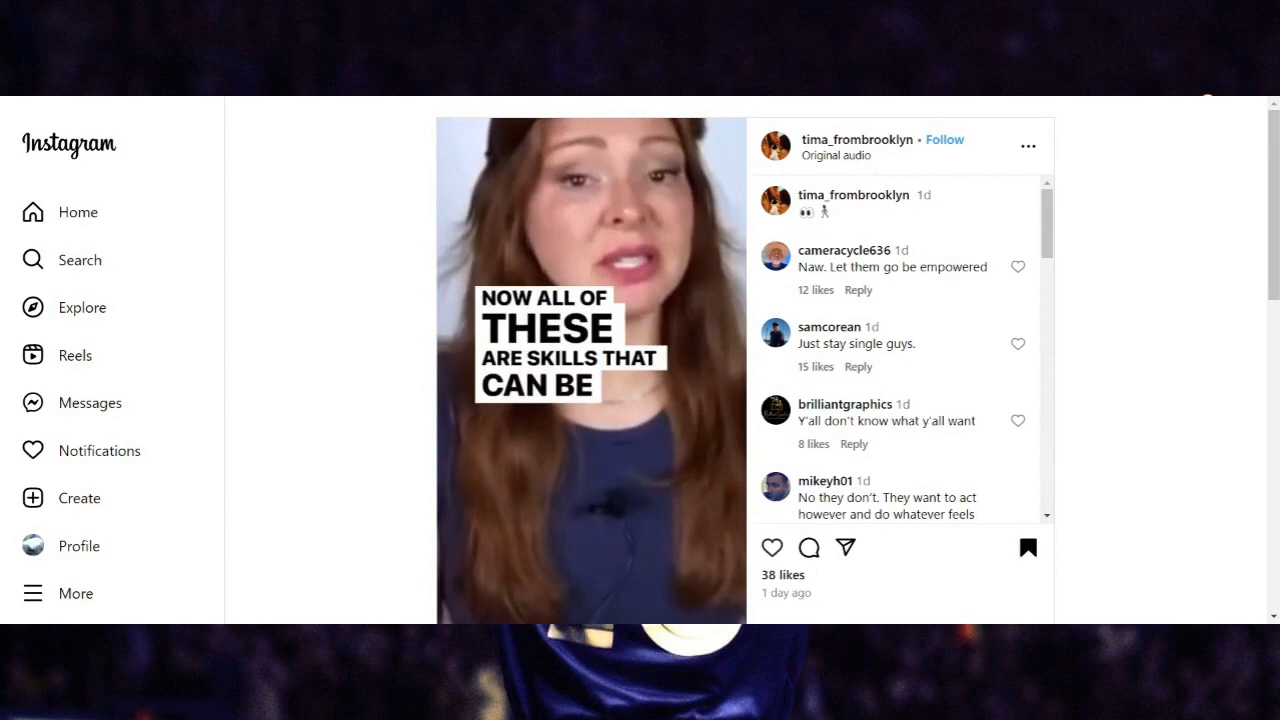 Instagram
Home
Search
Explore
Reels
Messages
Notifications
Create
Profile
More
NOW ALL OF
THESE
ARE SKILLS THAT
CAN BE
tima_frombrooklyn • Follow
Original audio
tima_frombrooklyn 1d
cameracycle636 1d
Naw. Let them go be empowered
12 likes Reply
samcorean 1d
Just stay single guys.
15 likes Reply
brilliantgraphics 1d
Y'all don't know what y'all want
8 likes Reply
mikeyh01 1d
No they don't. They want to act
however and do whatever feels
38 likes
1 day ago